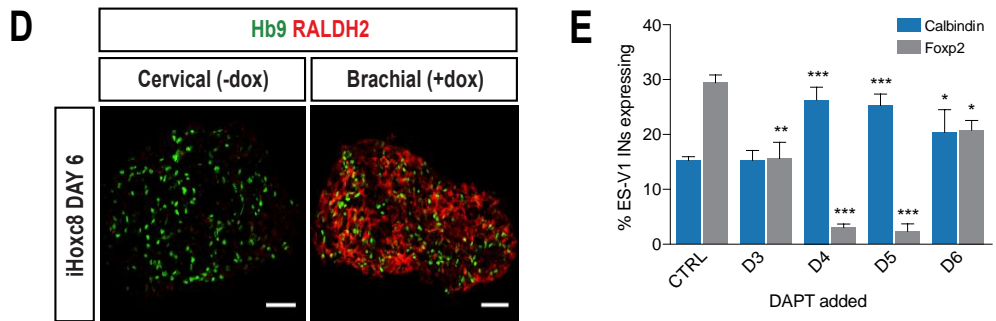 D
Hb9 RALDH2
Cervical (-dox)
Brachial (+dox)
iHoxc8 DAY 6
E
Calbindin
Foxp2
% ES-V1 INs expressing
40
30
20
10
0
***
***
**
*
*
***
***
CTRL
D3
D4
D5
D6
DAPT added